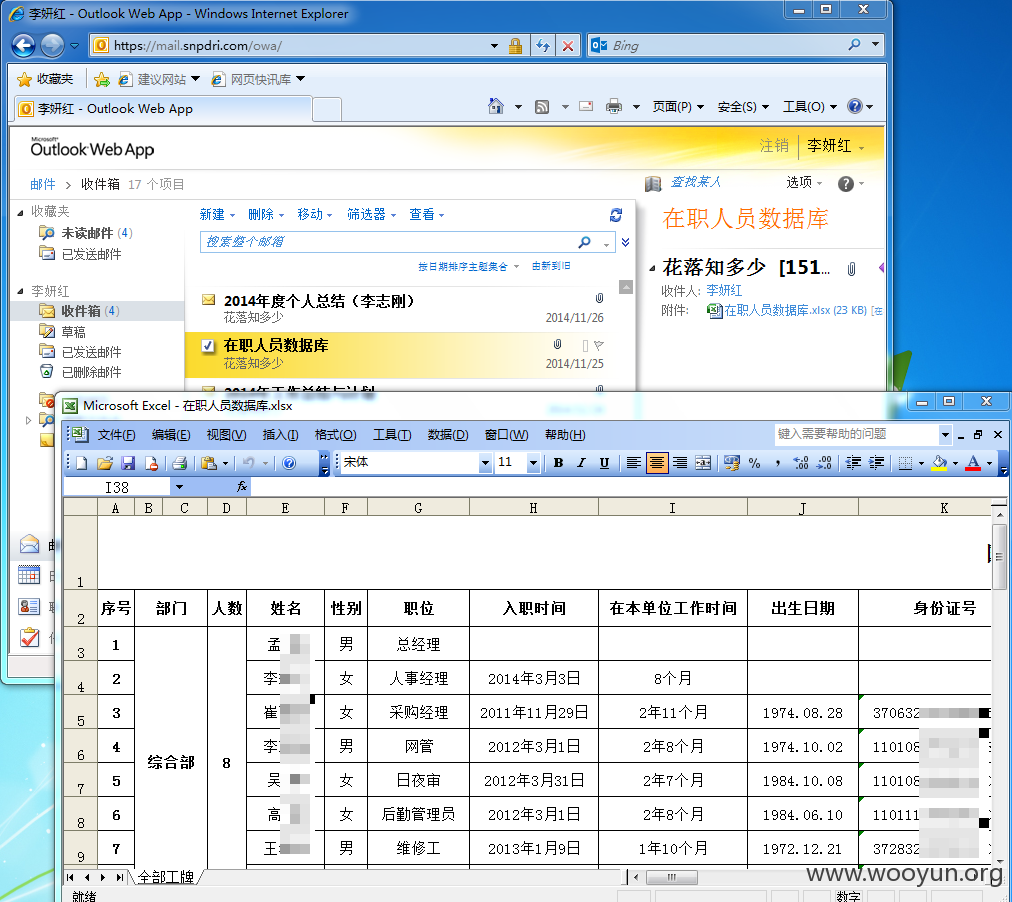 李妍红 - Outlook Web App - Windows Internet Explorer
https://mail.snpdri.com/owa/
Bing
收藏夹 建议网站 网页快讯库
李妍红 - Outlook Web App
页面(P) 安全(S) 工具(O)
Microsoft
Outlook Web App
注销 李妍红
邮件 > 收件箱 17 个项目
查找某人 选项
收藏夹
未读邮件 (4)
已发送邮件
李妍红
收件箱 (4)
草稿
已发送邮件
已删除邮件
新建 删除 移动 筛选器 查看
搜索整个邮箱
按日期排序主题集合 由新到旧
2014年度个人总结（李志刚）
花落知多少 2014/11/26
在职人员数据库
花落知多少 2014/11/25
2014年工作总结与计划
在职人员数据库
花落知多少 [151...
收件人: 李妍红
附件: 在职人员数据库.xlsx (23 KB) [在
Microsoft Excel - 在职人员数据库.xlsx
文件(F) 编辑(E) 视图(V) 插入(I) 格式(O) 工具(T) 数据(D) 窗口(W) 帮助(H)
键入需要帮助的问题
宋体 11 B I U
I38 fx
A B C D E F G H I J K
1
2 序号 部门 人数 姓名 性别 职位 入职时间 在本单位工作时间 出生日期 身份证号
3 1 孟 男 总经理
4 2 李 女 人事经理 2014年3月3日 8个月
5 3 崔 女 采购经理 2011年11月29日 2年11个月 1974.08.28 370632
6 4 李 男 网管 2012年3月1日 2年8个月 1974.10.02 110108
综合部 8
7 5 吴 女 日夜审 2012年3月31日 2年7个月 1984.10.08 110108
8 6 高 女 后勤管理员 2012年3月1日 2年8个月 1984.06.10 110111
9 7 王 男 维修工 2013年1月9日 1年10个月 1972.12.21 372832
全部工牌
就绪 数字
www.wooyun.org